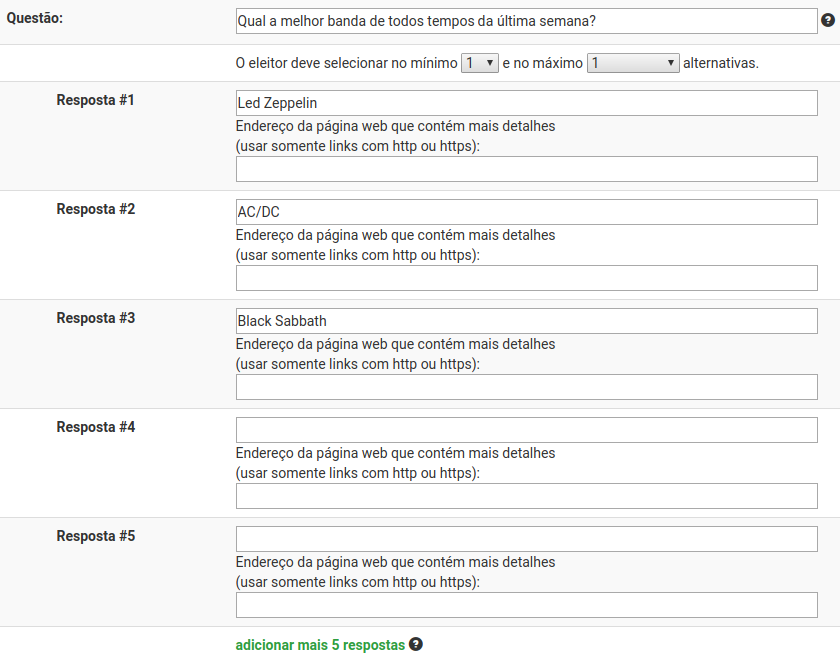 Questão: Qual a melhor banda de todos tempos da última semana?
O eleitor deve selecionar no mínimo 1 e no máximo 1 alternativas.
Resposta #1 Led Zeppelin
Endereço da página web que contém mais detalhes
(usar somente links com http ou https):
Resposta #2 AC/DC
Endereço da página web que contém mais detalhes
(usar somente links com http ou https):
Resposta #3 Black Sabbath
Endereço da página web que contém mais detalhes
(usar somente links com http ou https):
Resposta #4
Endereço da página web que contém mais detalhes
(usar somente links com http ou https):
Resposta #5
Endereço da página web que contém mais detalhes
(usar somente links com http ou https):
adicionar mais 5 respostas